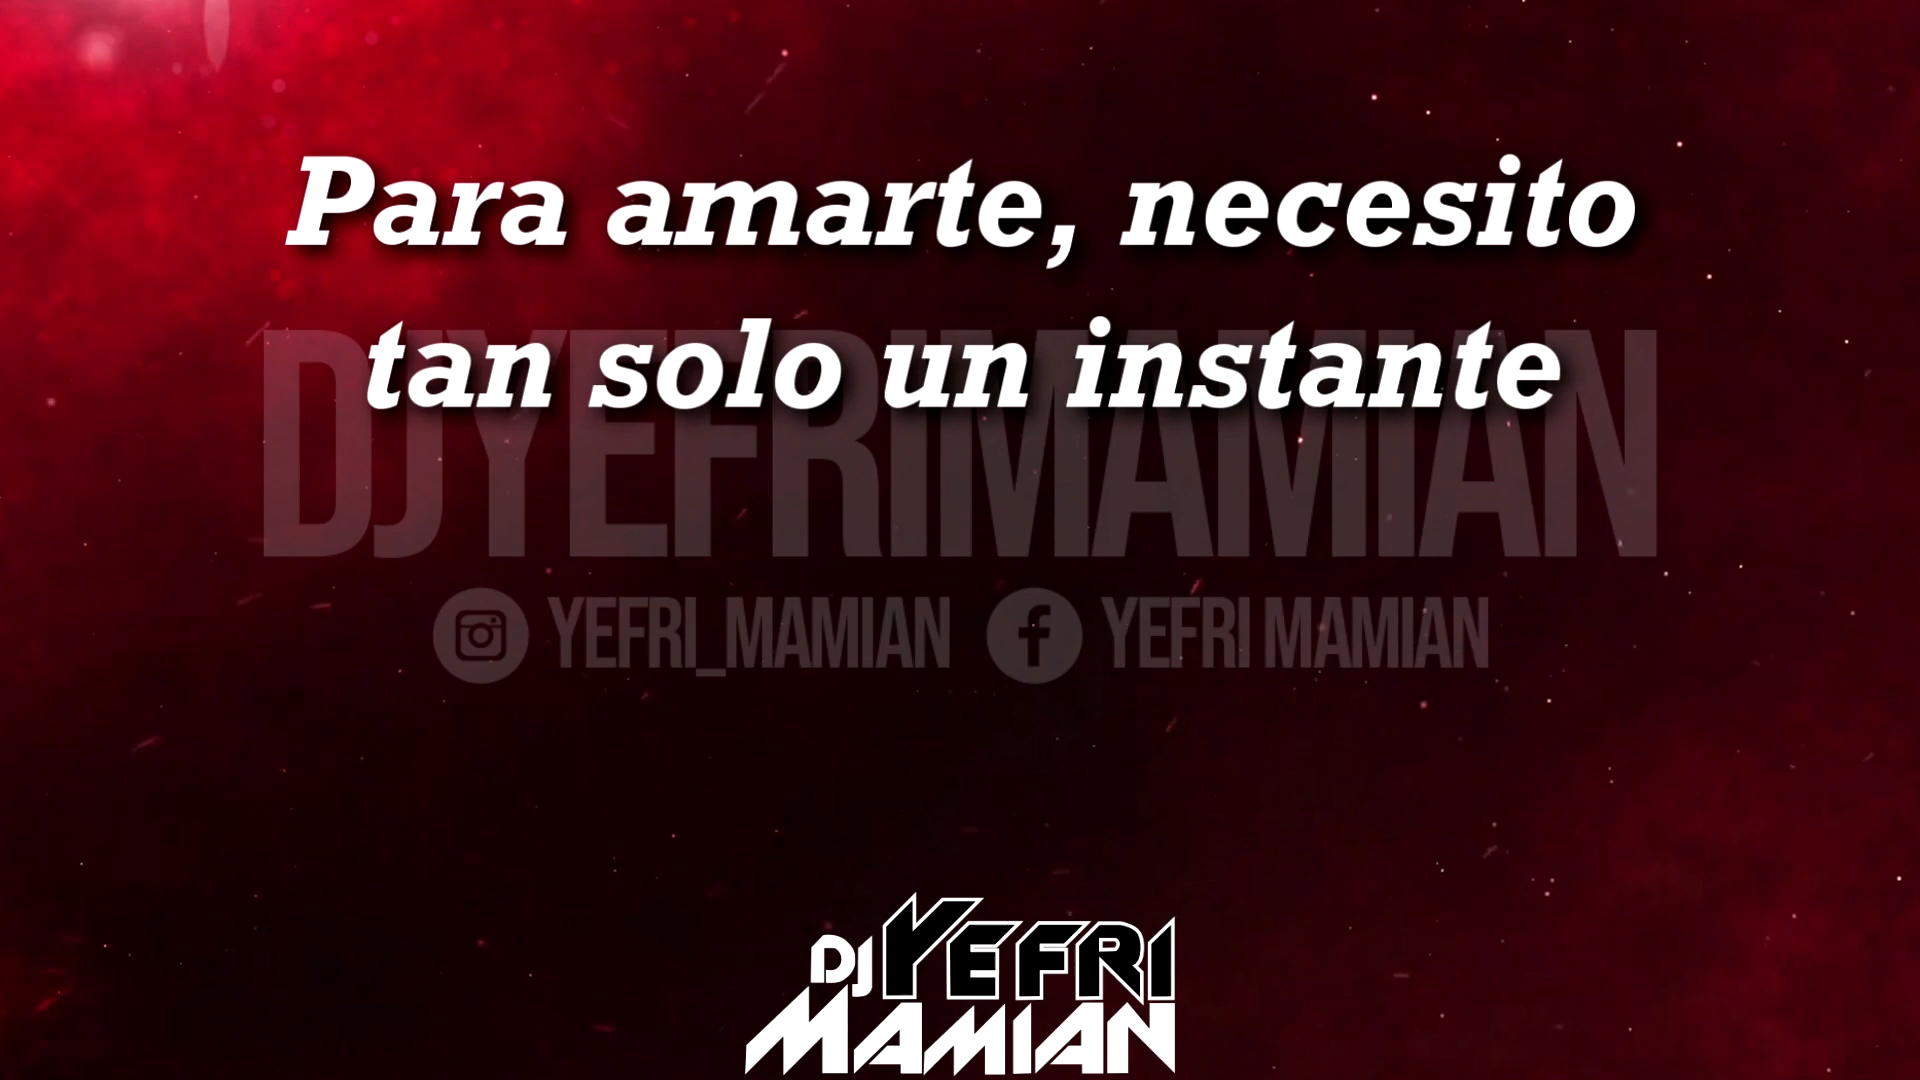 Para amarte, necesito
tan solo un instante
DJYEFRIMAMIAN
YEFRI_MAMIAN YEFRI MAMIAN
DJ YEFRI
MAMIAN